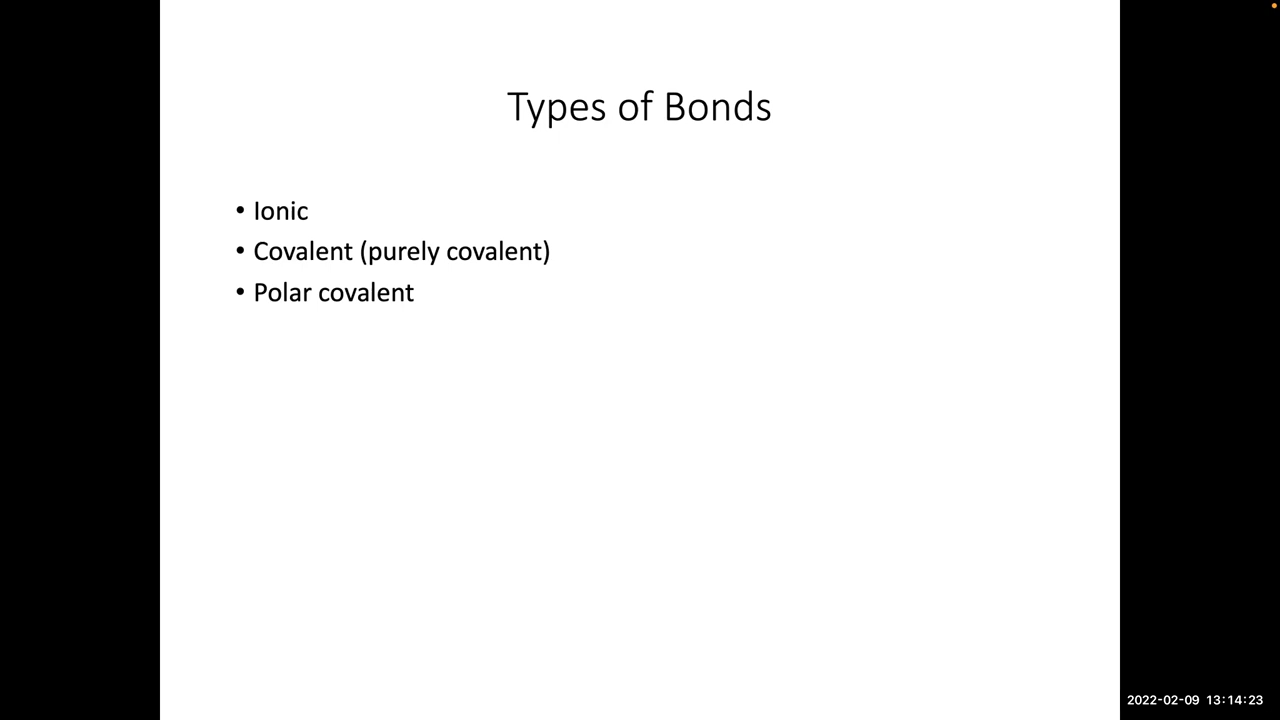 Types of Bonds
• Ionic
• Covalent (purely covalent)
• Polar covalent
2022-02-09 13:14:23